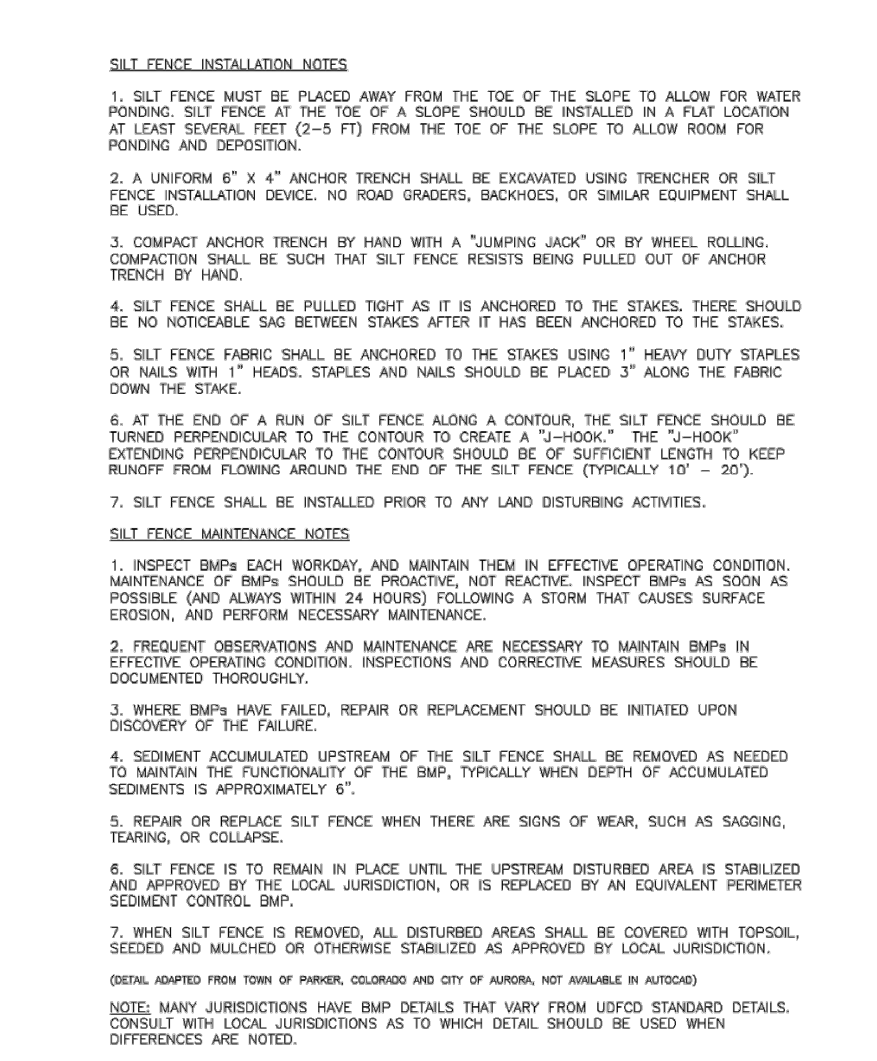 SILT FENCE INSTALLATION NOTES
1. SILT FENCE MUST BE PLACED AWAY FROM THE TOE OF THE SLOPE TO ALLOW FOR WATER
PONDING. SILT FENCE AT THE TOE OF A SLOPE SHOULD BE INSTALLED IN A FLAT LOCATION
AT LEAST SEVERAL FEET (2-5 FT) FROM THE TOE OF THE SLOPE TO ALLOW ROOM FOR
PONDING AND DEPOSITION.
2. A UNIFORM 6" X 4" ANCHOR TRENCH SHALL BE EXCAVATED USING TRENCHER OR SILT
FENCE INSTALLATION DEVICE. NO ROAD GRADERS, BACKHOES, OR SIMILAR EQUIPMENT SHALL
BE USED.
3. COMPACT ANCHOR TRENCH BY HAND WITH A "JUMPING JACK" OR BY WHEEL ROLLING.
COMPACTION SHALL BE SUCH THAT SILT FENCE RESISTS BEING PULLED OUT OF ANCHOR
TRENCH BY HAND.
4. SILT FENCE SHALL BE PULLED TIGHT AS IT IS ANCHORED TO THE STAKES. THERE SHOULD
BE NO NOTICEABLE SAG BETWEEN STAKES AFTER IT HAS BEEN ANCHORED TO THE STAKES.
5. SILT FENCE FABRIC SHALL BE ANCHORED TO THE STAKES USING 1" HEAVY DUTY STAPLES
OR NAILS WITH 1" HEADS. STAPLES AND NAILS SHOULD BE PLACED 3" ALONG THE FABRIC
DOWN THE STAKE.
6. AT THE END OF A RUN OF SILT FENCE ALONG A CONTOUR, THE SILT FENCE SHOULD BE
TURNED PERPENDICULAR TO THE CONTOUR TO CREATE A "J-HOOK." THE "J-HOOK"
EXTENDING PERPENDICULAR TO THE CONTOUR SHOULD BE OF SUFFICIENT LENGTH TO KEEP
RUNOFF FROM FLOWING AROUND THE END OF THE SILT FENCE (TYPICALLY 10' - 20').
7. SILT FENCE SHALL BE INSTALLED PRIOR TO ANY LAND DISTURBING ACTIVITIES.
SILT FENCE MAINTENANCE NOTES
1. INSPECT BMPs EACH WORKDAY, AND MAINTAIN THEM IN EFFECTIVE OPERATING CONDITION.
MAINTENANCE OF BMPs SHOULD BE PROACTIVE, NOT REACTIVE. INSPECT BMPs AS SOON AS
POSSIBLE (AND ALWAYS WITHIN 24 HOURS) FOLLOWING A STORM THAT CAUSES SURFACE
EROSION, AND PERFORM NECESSARY MAINTENANCE.
2. FREQUENT OBSERVATIONS AND MAINTENANCE ARE NECESSARY TO MAINTAIN BMPs IN
EFFECTIVE OPERATING CONDITION. INSPECTIONS AND CORRECTIVE MEASURES SHOULD BE
DOCUMENTED THOROUGHLY.
3. WHERE BMPs HAVE FAILED, REPAIR OR REPLACEMENT SHOULD BE INITIATED UPON
DISCOVERY OF THE FAILURE.
4. SEDIMENT ACCUMULATED UPSTREAM OF THE SILT FENCE SHALL BE REMOVED AS NEEDED
TO MAINTAIN THE FUNCTIONALITY OF THE BMP, TYPICALLY WHEN DEPTH OF ACCUMULATED
SEDIMENTS IS APPROXIMATELY 6".
5. REPAIR OR REPLACE SILT FENCE WHEN THERE ARE SIGNS OF WEAR, SUCH AS SAGGING,
TEARING, OR COLLAPSE.
6. SILT FENCE IS TO REMAIN IN PLACE UNTIL THE UPSTREAM DISTURBED AREA IS STABILIZED
AND APPROVED BY THE LOCAL JURISDICTION, OR IS REPLACED BY AN EQUIVALENT PERIMETER
SEDIMENT CONTROL BMP.
7. WHEN SILT FENCE IS REMOVED, ALL DISTURBED AREAS SHALL BE COVERED WITH TOPSOIL,
SEEDED AND MULCHED OR OTHERWISE STABILIZED AS APPROVED BY LOCAL JURISDICTION.
(DETAIL ADAPTED FROM TOWN OF PARKER, COLORADO AND CITY OF AURORA, NOT AVAILABLE IN AUTOCAD)
NOTE: MANY JURISDICTIONS HAVE BMP DETAILS THAT VARY FROM UDFCD STANDARD DETAILS.
CONSULT WITH LOCAL JURISDICTIONS AS TO WHICH DETAIL SHOULD BE USED WHEN
DIFFERENCES ARE NOTED.